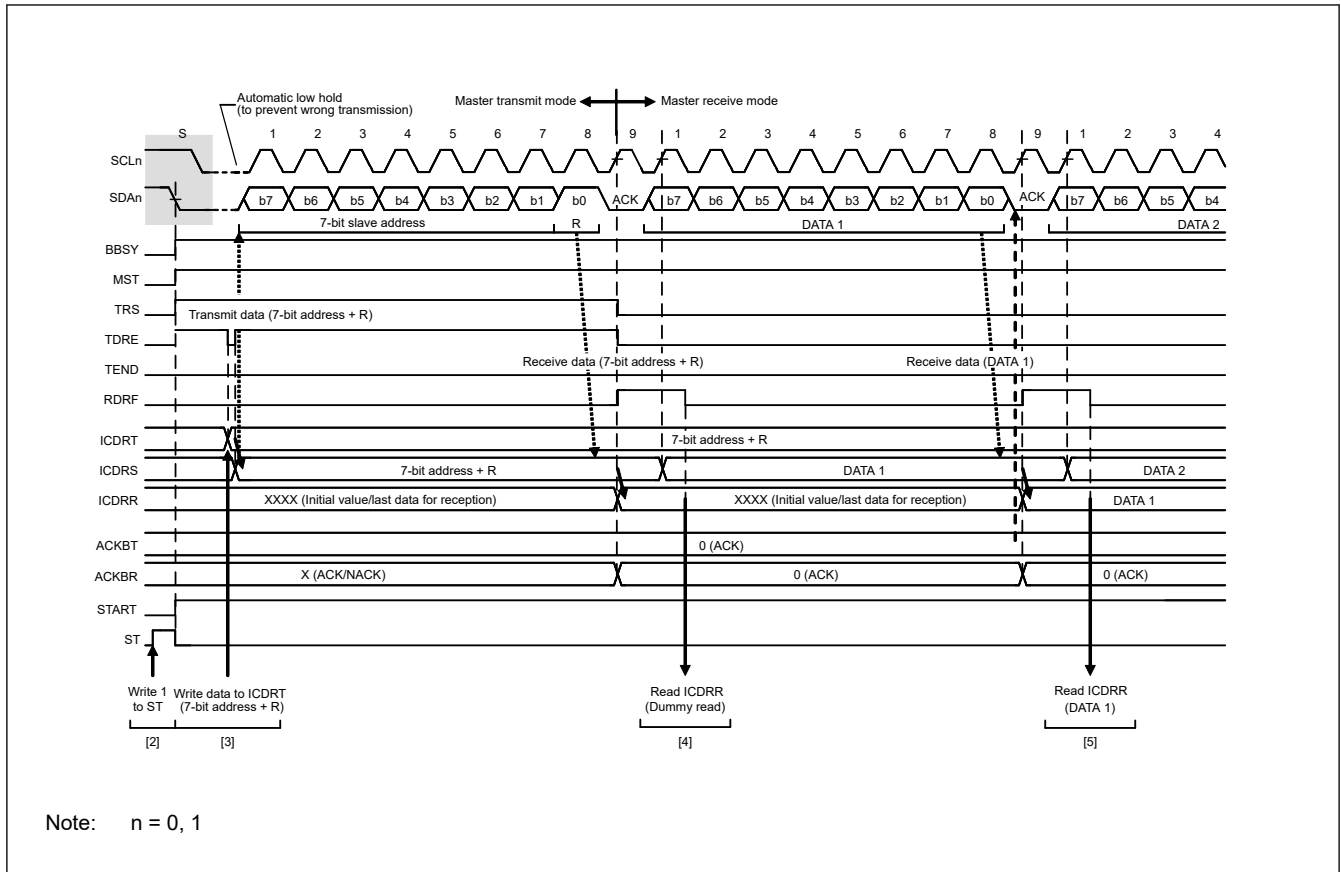 Automatic low hold
(to prevent wrong transmission)
Master transmit mode
Master receive mode
S 1 2 3 4 5 6 7 8 9 1 2 3 4 5 6 7 8 9 1 2 3 4
SCLn
SDAn b7 b6 b5 b4 b3 b2 b1 b0 ACK b7 b6 b5 b4 b3 b2 b1 b0 ACK b7 b6 b5 b4
7-bit slave address R DATA 1 DATA 2
BBSY
MST
TRS
Transmit data (7-bit address + R)
TDRE
Receive data (7-bit address + R) Receive data (DATA 1)
TEND
RDRF
ICDRT 7-bit address + R
ICDRS 7-bit address + R DATA 1 DATA 2
ICDRR XXXX (Initial value/last data for reception) XXXX (Initial value/last data for reception) DATA 1
ACKBT 0 (ACK)
ACKBR X (ACK/NACK) 0 (ACK) 0 (ACK)
START
ST
Write 1
to ST
Write data to ICDRT
(7-bit address + R)
Read ICDRR
(Dummy read)
Read ICDRR
(DATA 1)
[2] [3] [4] [5]
Note: n = 0, 1